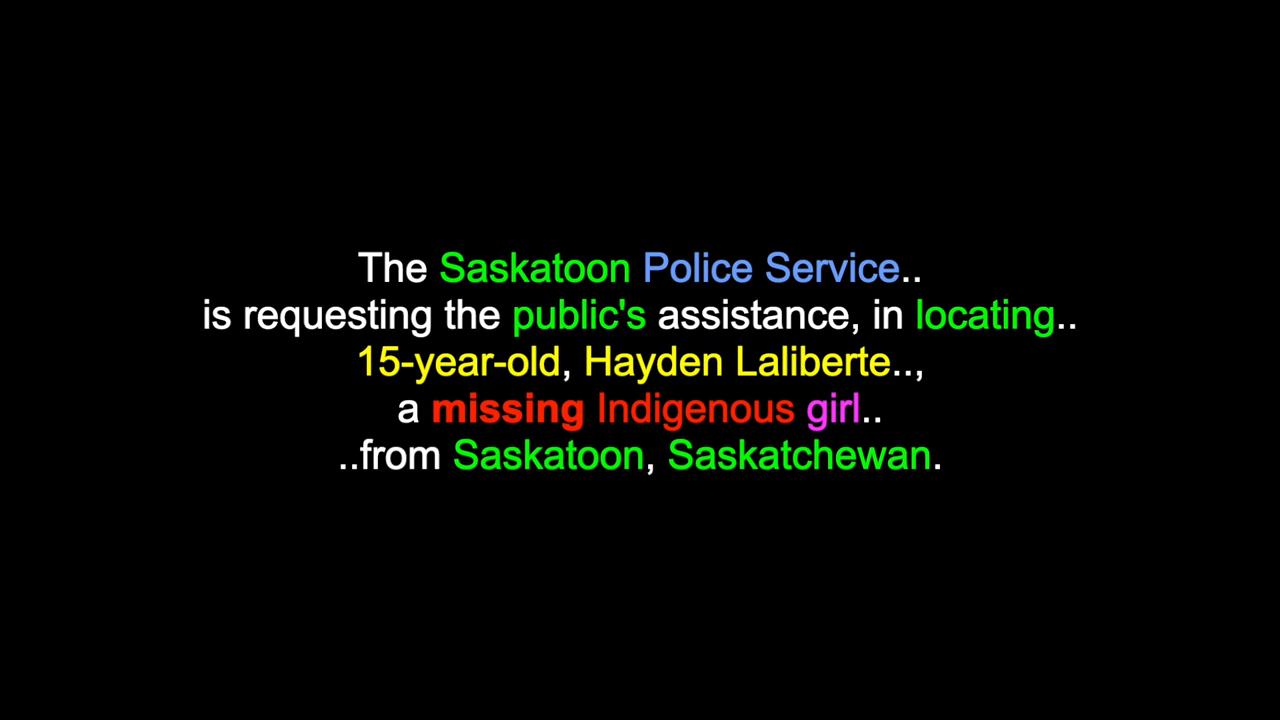 The Saskatoon Police Service..
is requesting the public's assistance, in locating..
15-year-old, Hayden Laliberte..,
a missing Indigenous girl..
..from Saskatoon, Saskatchewan.